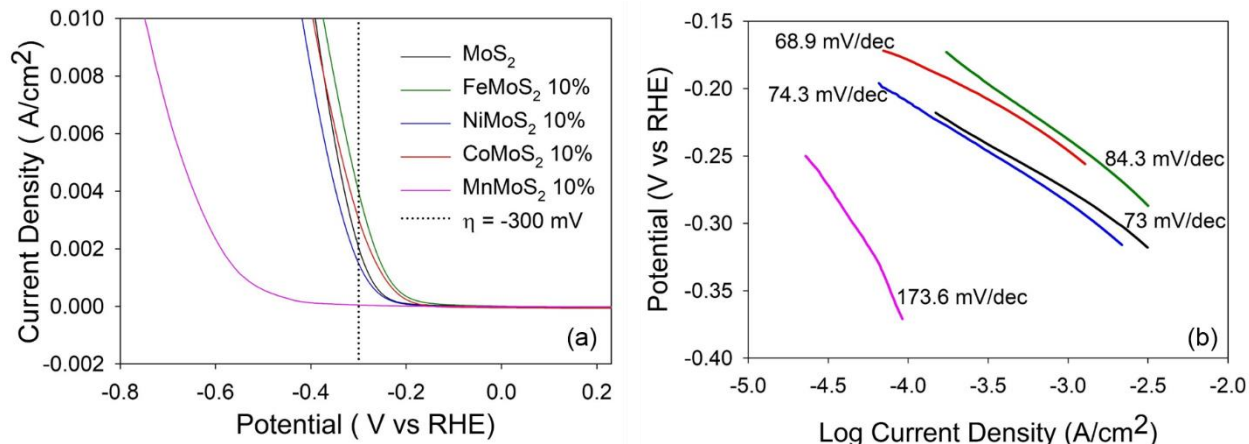 0.010
0.008
0.006
0.004
0.002
0.000
-0.002
Current Density ( A/cm2)
MoS₂
FeMoS₂ 10%
NiMoS₂ 10%
CoMoS₂ 10%
MnMoS₂ 10%
η = -300 mV
(a)
-0.8
-0.6
-0.4
-0.2
0.0
0.2
Potential ( V vs RHE)
-0.15
-0.20
-0.25
-0.30
-0.35
-0.40
Potential (V vs RHE)
68.9 mV/dec
74.3 mV/dec
84.3 mV/dec
73 mV/dec
173.6 mV/dec
(b)
-5.0
-4.5
-4.0
-3.5
-3.0
-2.5
-2.0
Log Current Density (A/cm²)